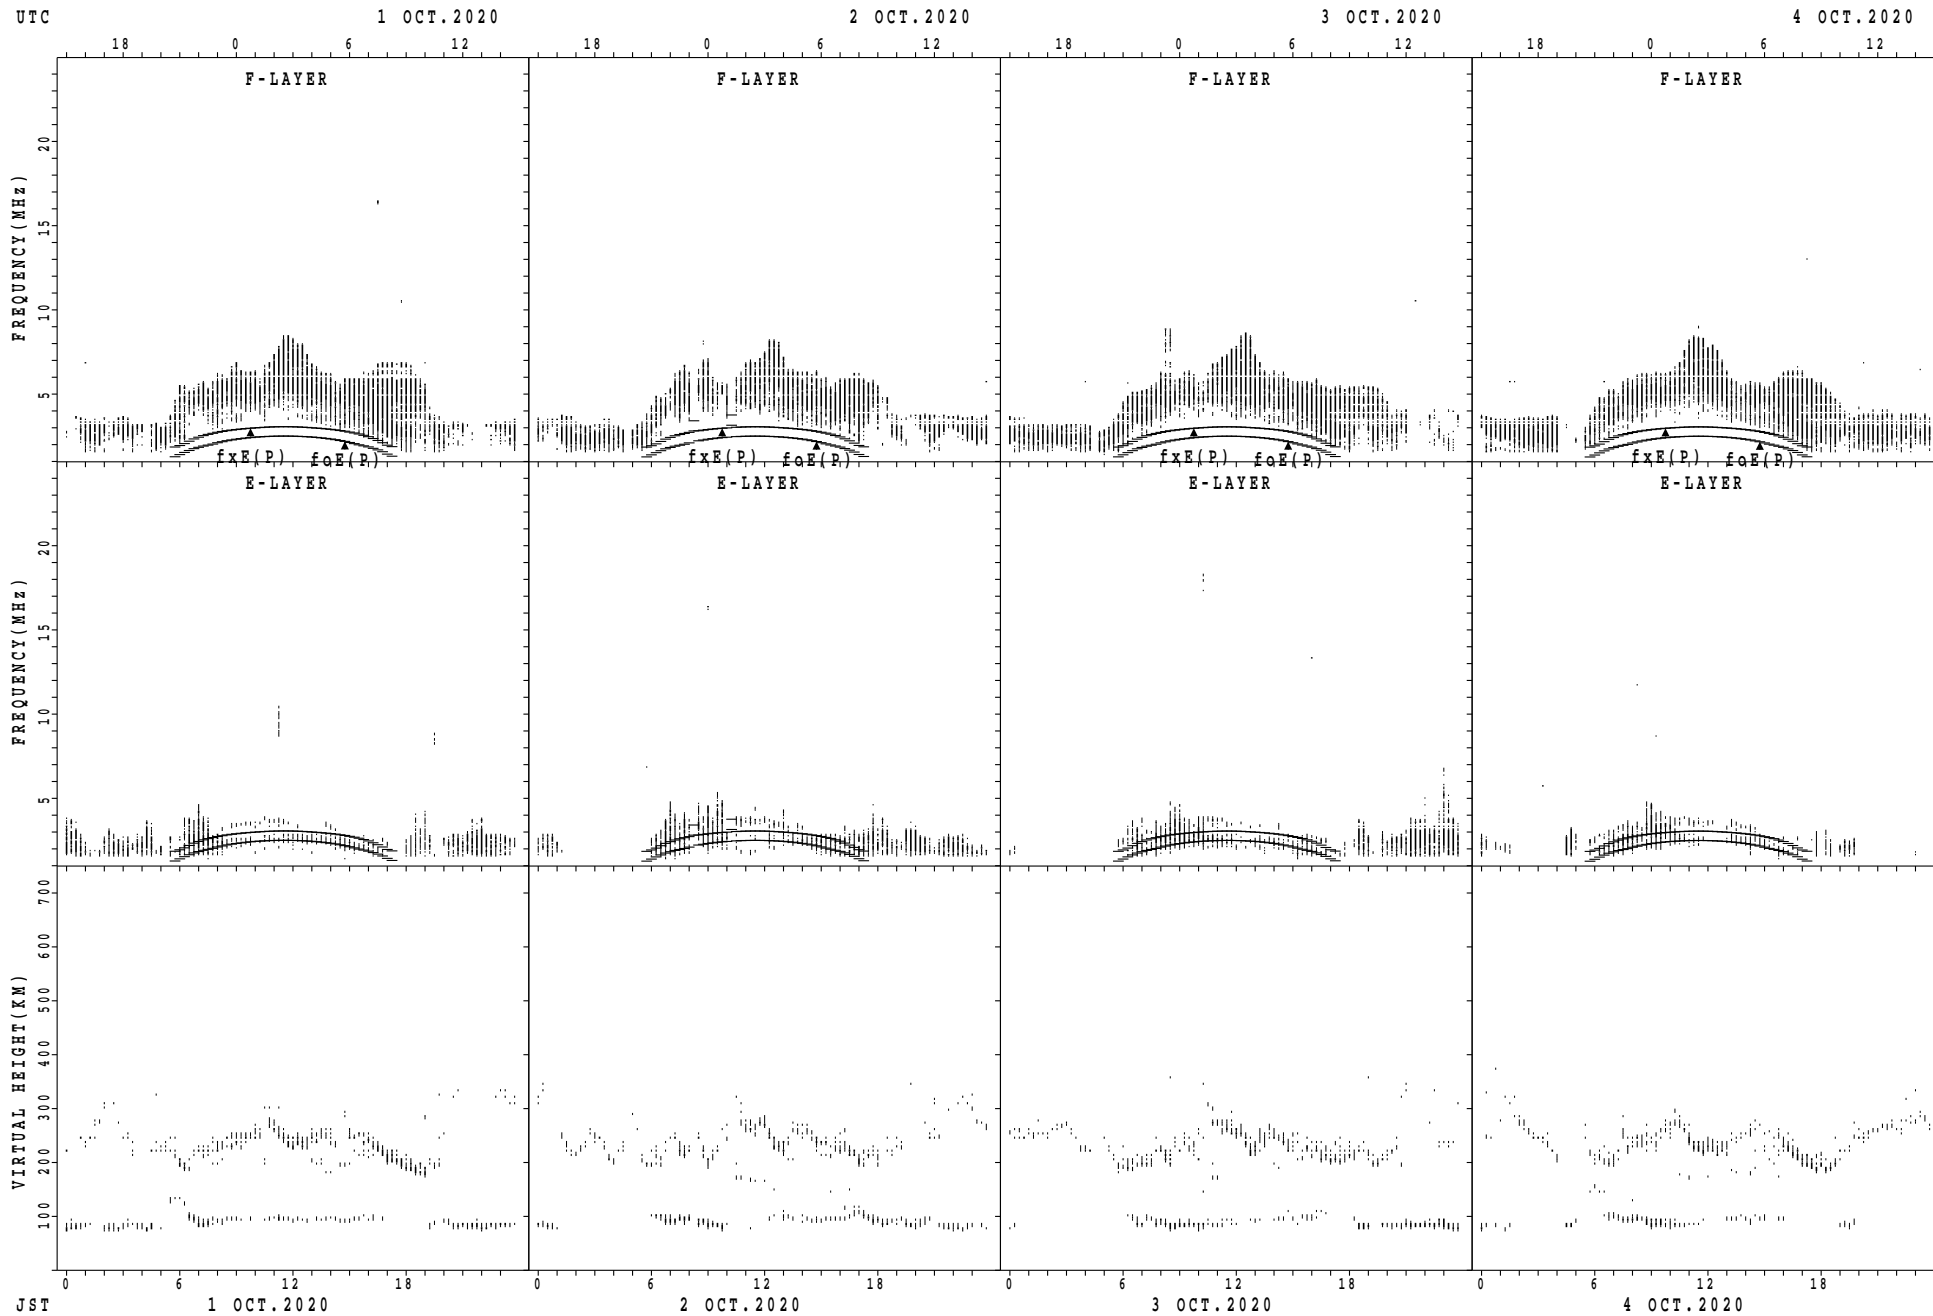 UTC 1 OCT.2020 2 OCT.2020 3 OCT.2020 4 OCT.2020
18 0 6 12 18 0 6 12 18 0 6 12 18 0 6 12
F-LAYER F-LAYER F-LAYER F-LAYER
FREQUENCY(MHz)
20
15
10
5
fxE(P) foE(P) fxE(P) foE(P) fxE(P) foE(P) fxE(P) foE(P)
E-LAYER E-LAYER E-LAYER E-LAYER
FREQUENCY(MHz)
20
15
10
5
VIRTUAL HEIGHT(KM)
700
600
500
400
300
200
100
0 6 12 18 0 6 12 18 0 6 12 18 0 6 12 18
JST 1 OCT.2020 2 OCT.2020 3 OCT.2020 4 OCT.2020